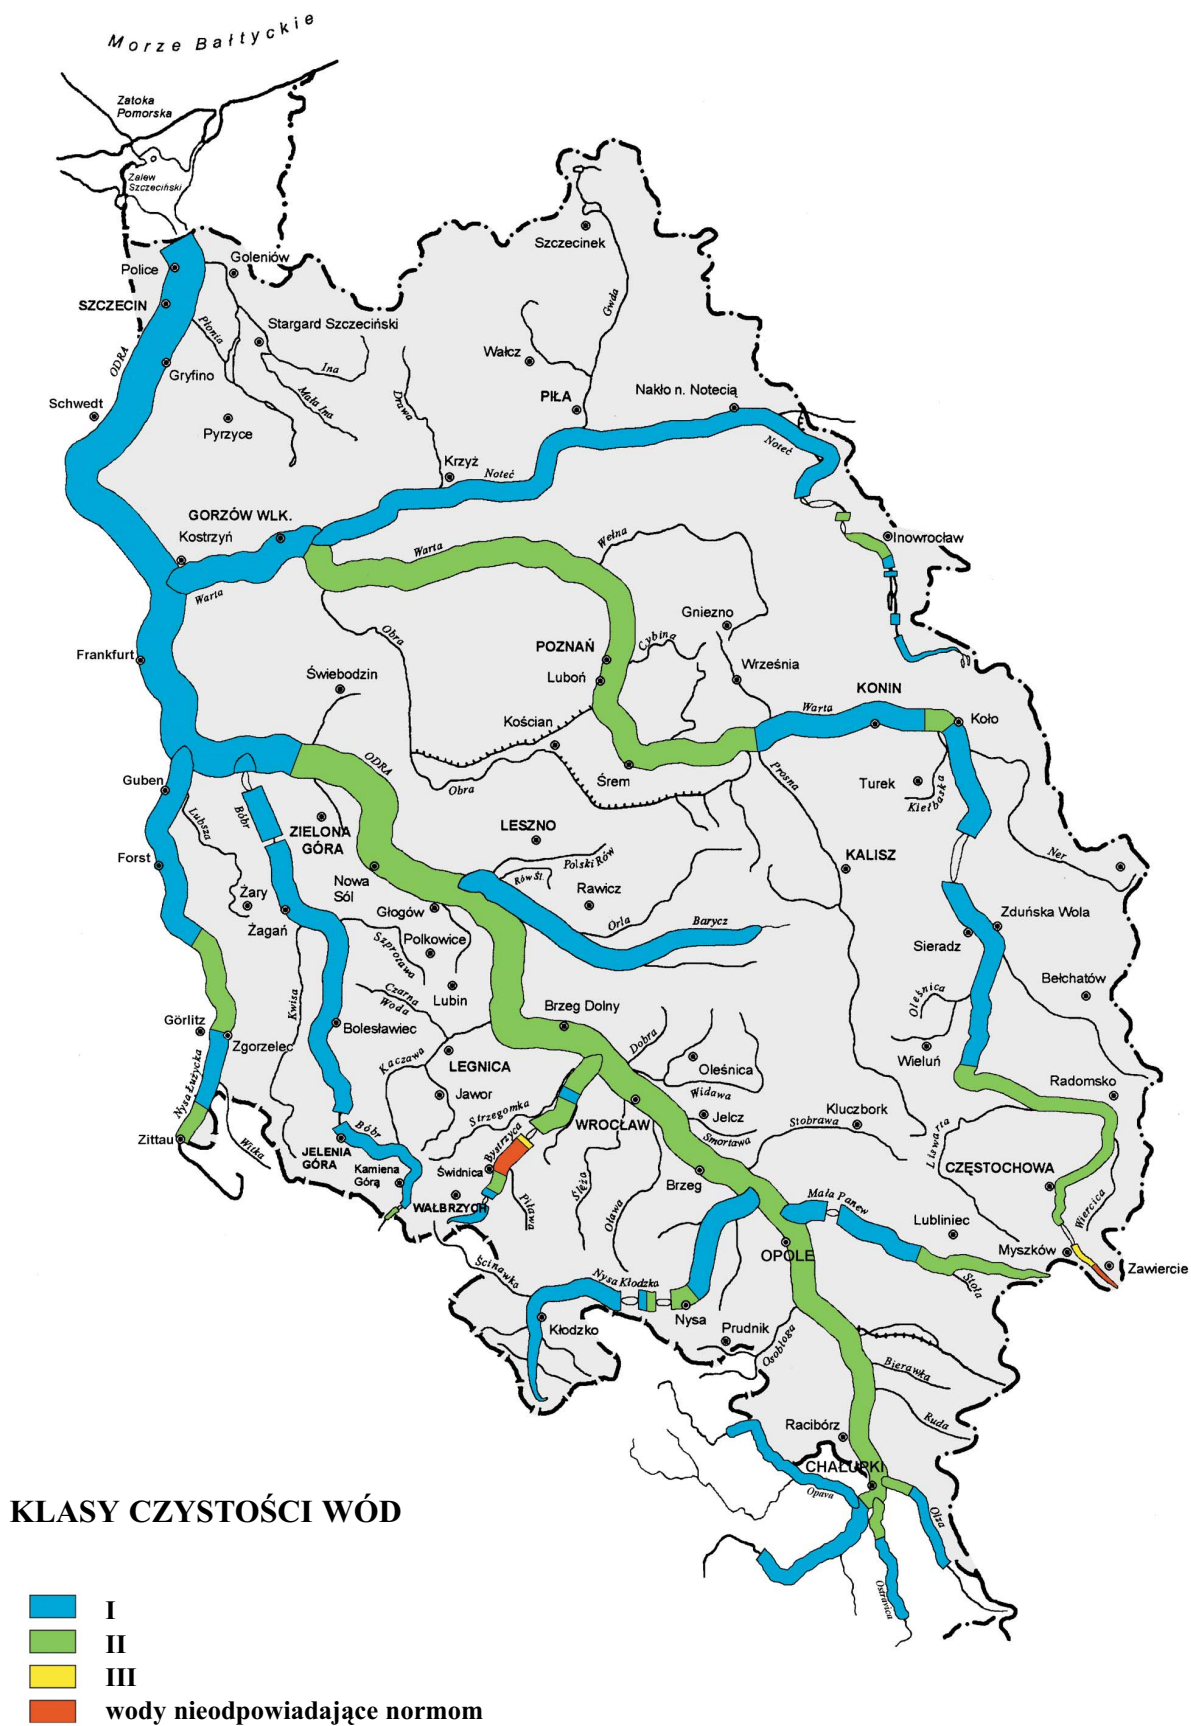 Morze Bałtyckie
Zatoka
Pomorska
Zalew
Szczeciński
Szczecinek
Goleniów
Police
SZCZECIN
Płonia
Stargard Szczeciński
Gwda
ODRA
Ina
Wałcz
Gryfino
Mała Ina
Drawa
Nakło n. Notecią
PIŁA
Schwedt
Pyrzyce
Noteć
Krzyż
Noteć
GORZÓW WLK.
Kostrzyń
Inowrocław
Wełna
Warta
Warta
Gniezno
Obra
Cybina
POZNAŃ
Frankfurt
Września
Świebodzin
Luboń
KONIN
Warta
Kościan
Koło
ODRA
Śrem
Prosna
Guben
Obra
Turek
Kiełbaska
Lubsza
Bóbr
ZIELONA
GÓRA
LESZNO
Polski Rów
Rów Śl.
KALISZ
Ner
Forst
Nowa
Sól
Rawicz
Żary
Głogów
Żagań
Orla
Barycz
Zduńska Wola
Sieradz
Szprotawa
Polkowice
Bełchatów
Lubin
Czarna
Woda
Oleśnica
Kwisa
Görlitz
Zgorzelec
Bolesławiec
Brzeg Dolny
Dobra
Wieluń
Kaczawa
LEGNICA
Oleśnica
Radomsko
Nysa Łużycka
Jawor
Widawa
Strzegomka
Jelcz
Kluczbork
Stobrawa
WROCŁAW
Smortawa
Zittau
Witka
Bóbr
JELENIA
GÓRA
Bystrzyca
Liswarta
CZĘSTOCHOWA
Kamiena
Górą
Świdnica
Ślęża
Brzeg
WAŁBRZYCH
Piława
Oława
Mała Panew
Wiercica
Lubliniec
OPOLE
Myszków
Zawiercie
Ścinawka
Nysa Kłodzka
Stoła
Nysa
Kłodzko
Prudnik
Osobłoga
Bierawka
Racibórz
Ruda
CHAŁUPKI
Opava
Olza
Ostravica
KLASY CZYSTOŚCI WÓD
I
II
III
wody nieodpowiadające normom